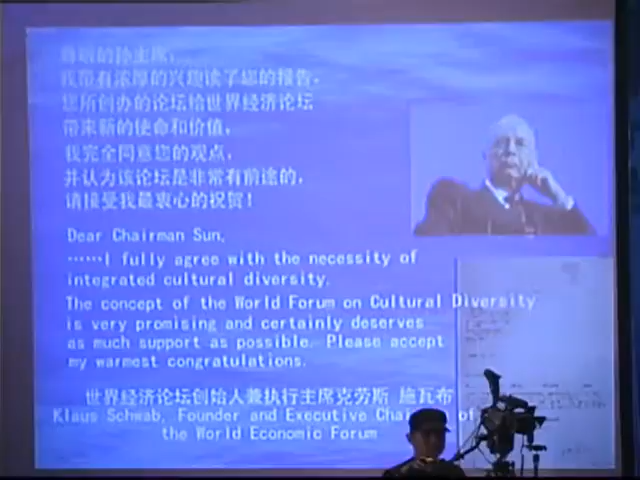 尊敬的孙主席：
我带有浓厚的兴趣读了您的报告，
您所创办的论坛给世界经济论坛
带来新的使命和价值，
我完全同意您的观点，
并认为该论坛是非常有前途的，
请接受我最衷心的祝贺！
Dear Chairman Sun,
······I fully agree with the necessity of
integrated cultural diversity.
The concept of the World Forum on Cultural Diversity
is very promising and certainly deserves
as much support as possible. Please accept
my warmest congratulations.
世界经济论坛创始人兼执行主席克劳斯 施瓦布
Klaus Schwab, Founder and Executive Chai of
the World Economic Forum